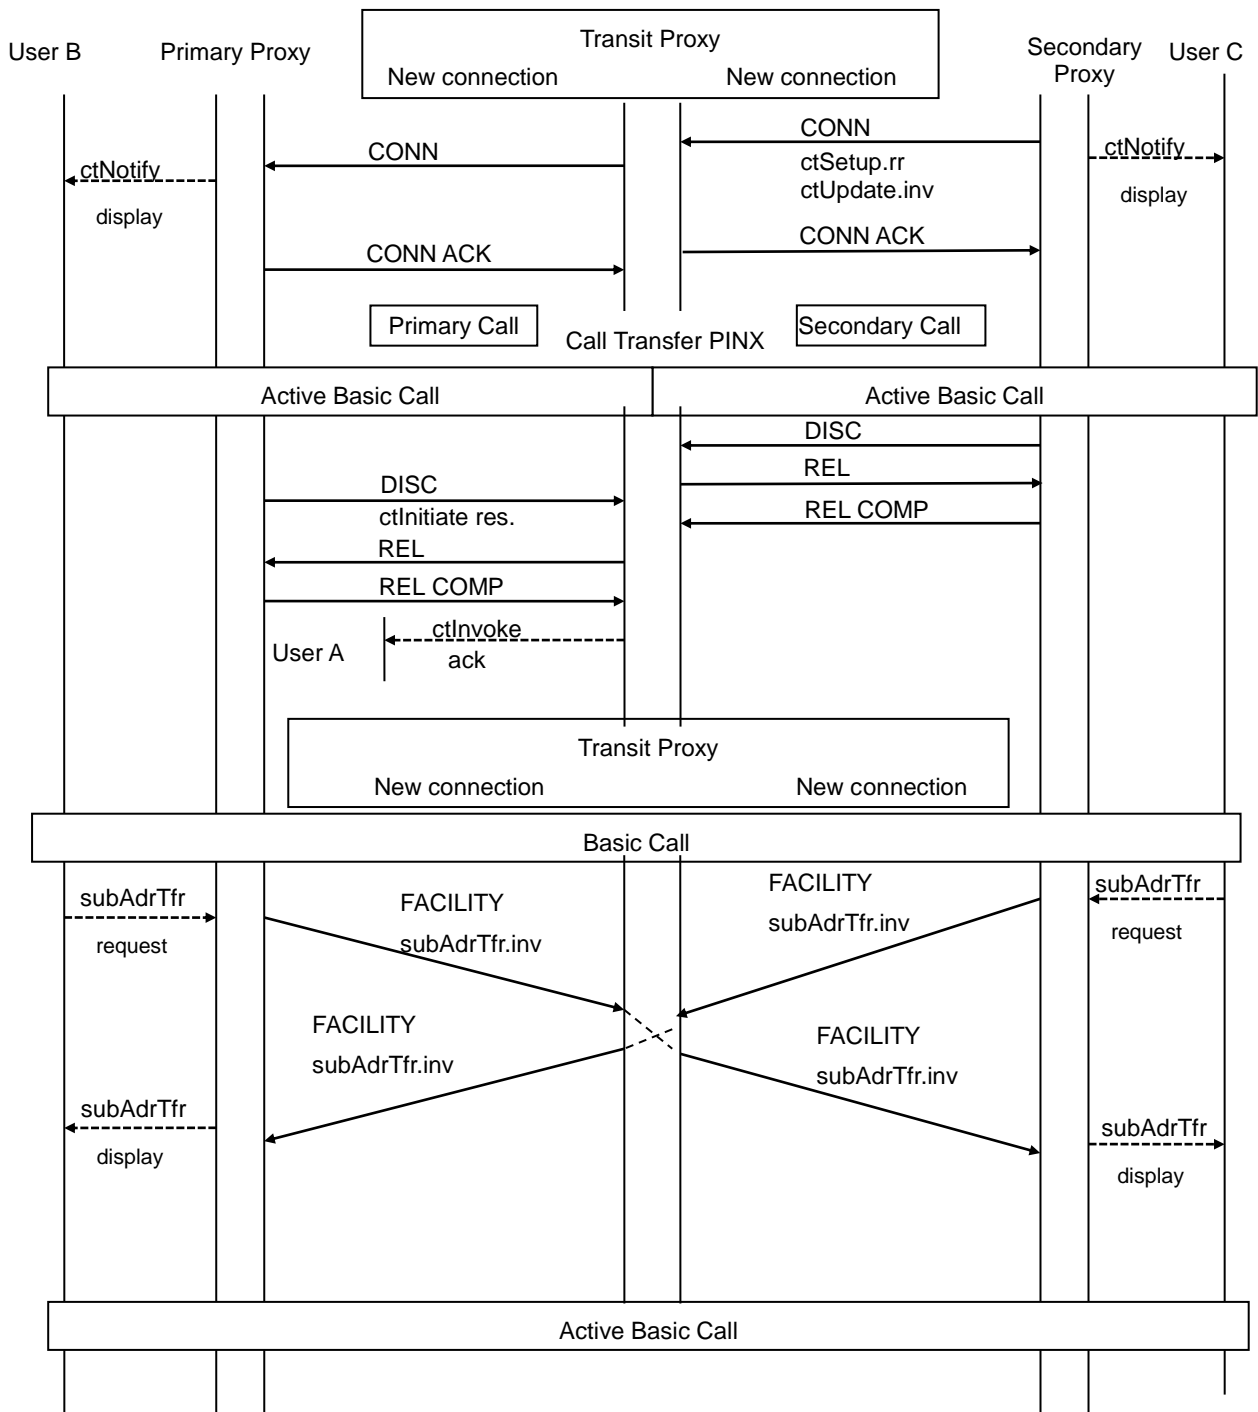 Transit Proxy
User B
Primary Proxy
Secondary
Proxy
User C
New connection
New connection
CONN
CONN
ctNotify
ctNotify
ctSetup.rr
ctUpdate.inv
display
display
CONN ACK
CONN ACK
Primary Call
Secondary Call
Call Transfer PINX
Active Basic Call
Active Basic Call
DISC
REL
DISC
REL COMP
ctInitiate res.
REL
REL COMP
ctInvoke
User A
ack
Transit Proxy
New connection
New connection
Basic Call
subAdrTfr
FACILITY
FACILITY
subAdrTfr
request
subAdrTfr.inv
subAdrTfr.inv
request
FACILITY
FACILITY
subAdrTfr.inv
subAdrTfr.inv
subAdrTfr
subAdrTfr
display
display
Active Basic Call